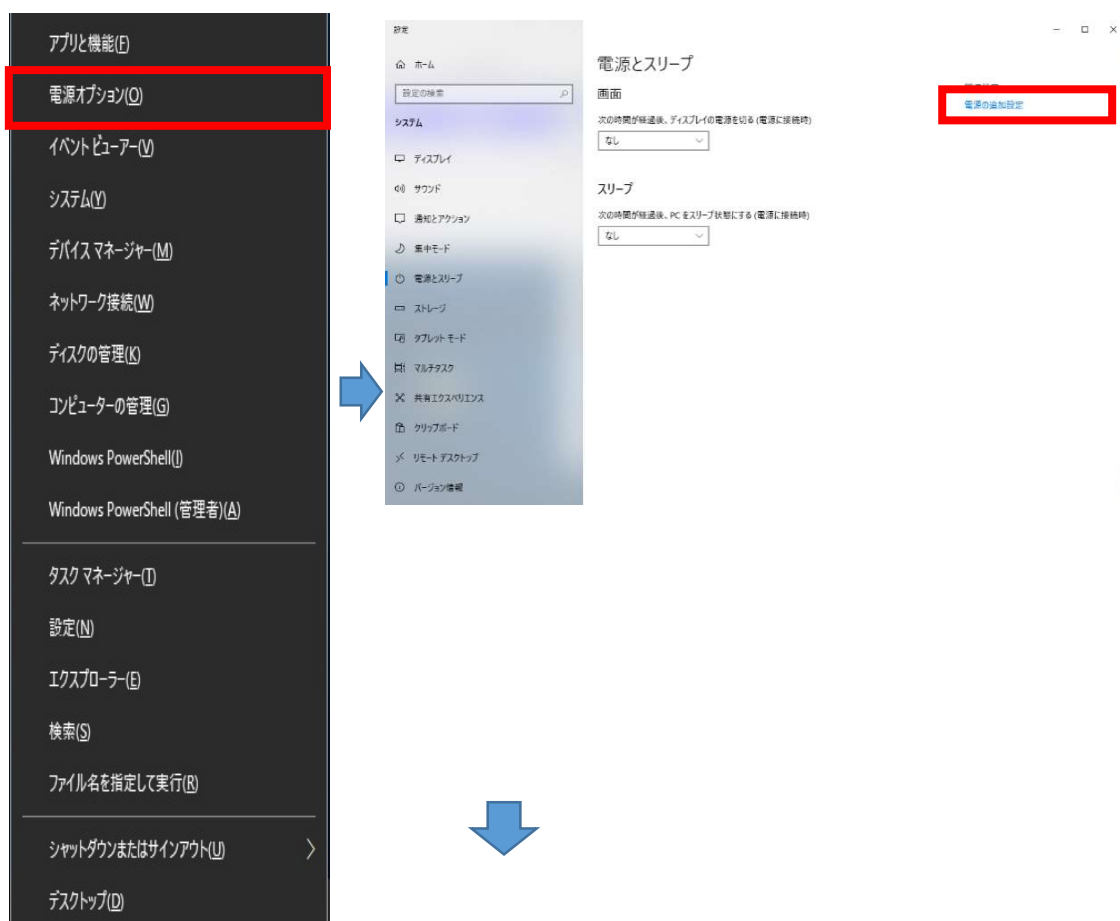 アプリと機能(F)
電源オプション(O)
イベント ビューアー(V)
システム(Y)
デバイス マネージャー(M)
ネットワーク接続(W)
ディスクの管理(K)
コンピューターの管理(G)
Windows PowerShell(I)
Windows PowerShell (管理者)(A)
タスク マネージャー(T)
設定(N)
エクスプローラー(E)
検索(S)
ファイル名を指定して実行(R)
シャットダウンまたはサインアウト(U)
デスクトップ(D)
設定
ホーム
設定の検索
システム
ディスプレイ
サウンド
通知とアクション
集中モード
電源とスリープ
ストレージ
タブレット モード
マルチタスク
共有エクスペリエンス
クリップボード
リモート デスクトップ
バージョン情報
電源とスリープ
画面
次の時間が経過後、ディスプレイの電源を切る (電源に接続時)
なし
スリープ
次の時間が経過後、PC をスリープ状態にする (電源に接続時)
なし
電源の追加設定